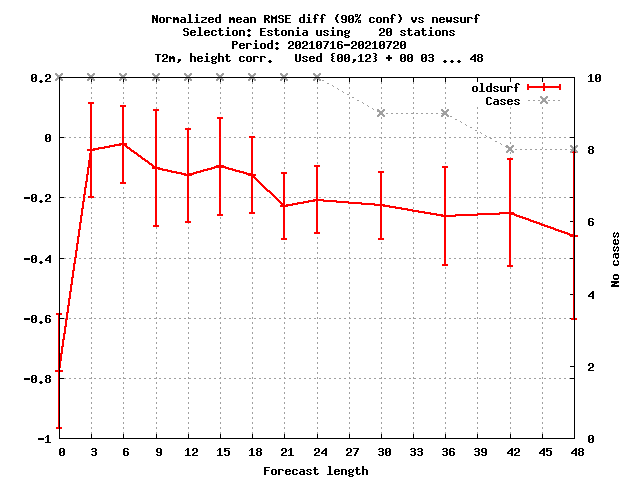 Normalized mean RMSE diff (90% conf) vs newsurf
Selection: Estonia using    20 stations
Period: 20210716-20210720
T2m, height corr.   Used {00,12} + 00 03 ... 48
oldsurf
Cases
0.2
0
-0.2
-0.4
-0.6
-0.8
-1
10
8
6
4
2
0
No cases
0 3 6 9 12 15 18 21 24 27 30 33 36 39 42 45 48
Forecast length